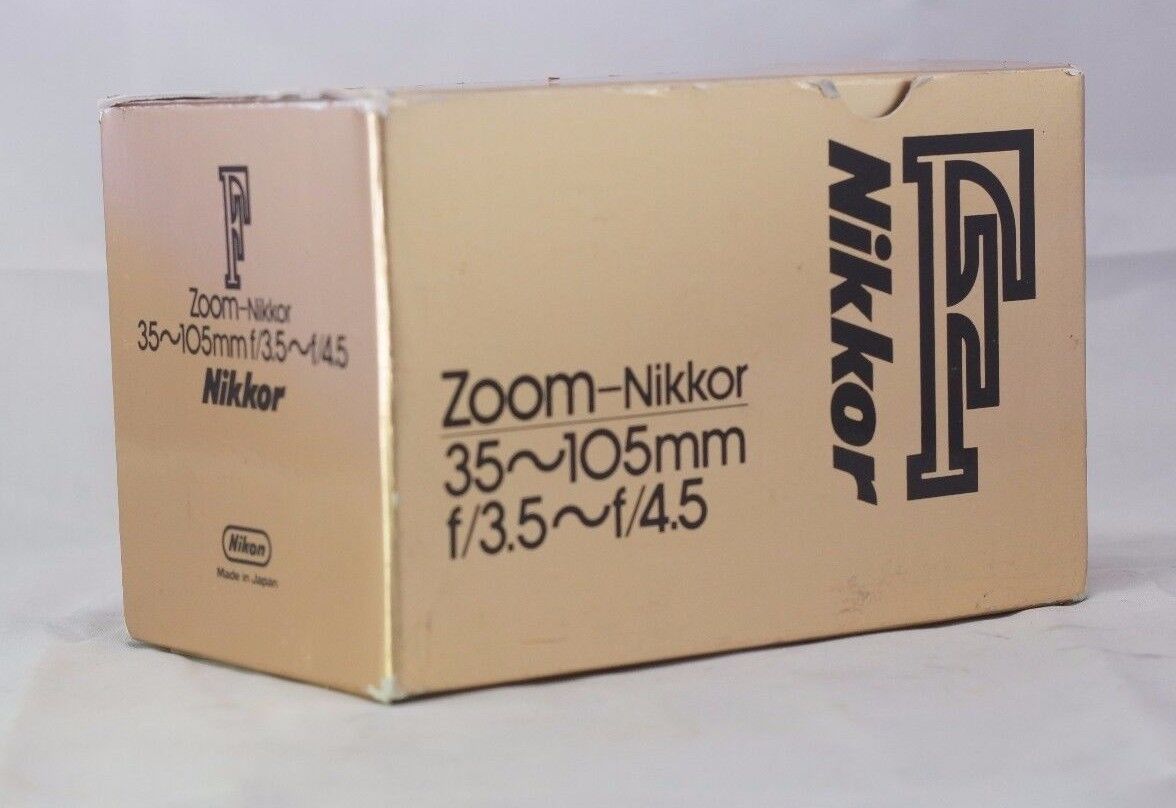 F
Zoom-Nikkor
35~105mm f/3.5~f/4.5
Nikkor
Nikon
Made in Japan
Zoom-Nikkor
35~105mm
f/3.5~f/4.5
Nikkor
F